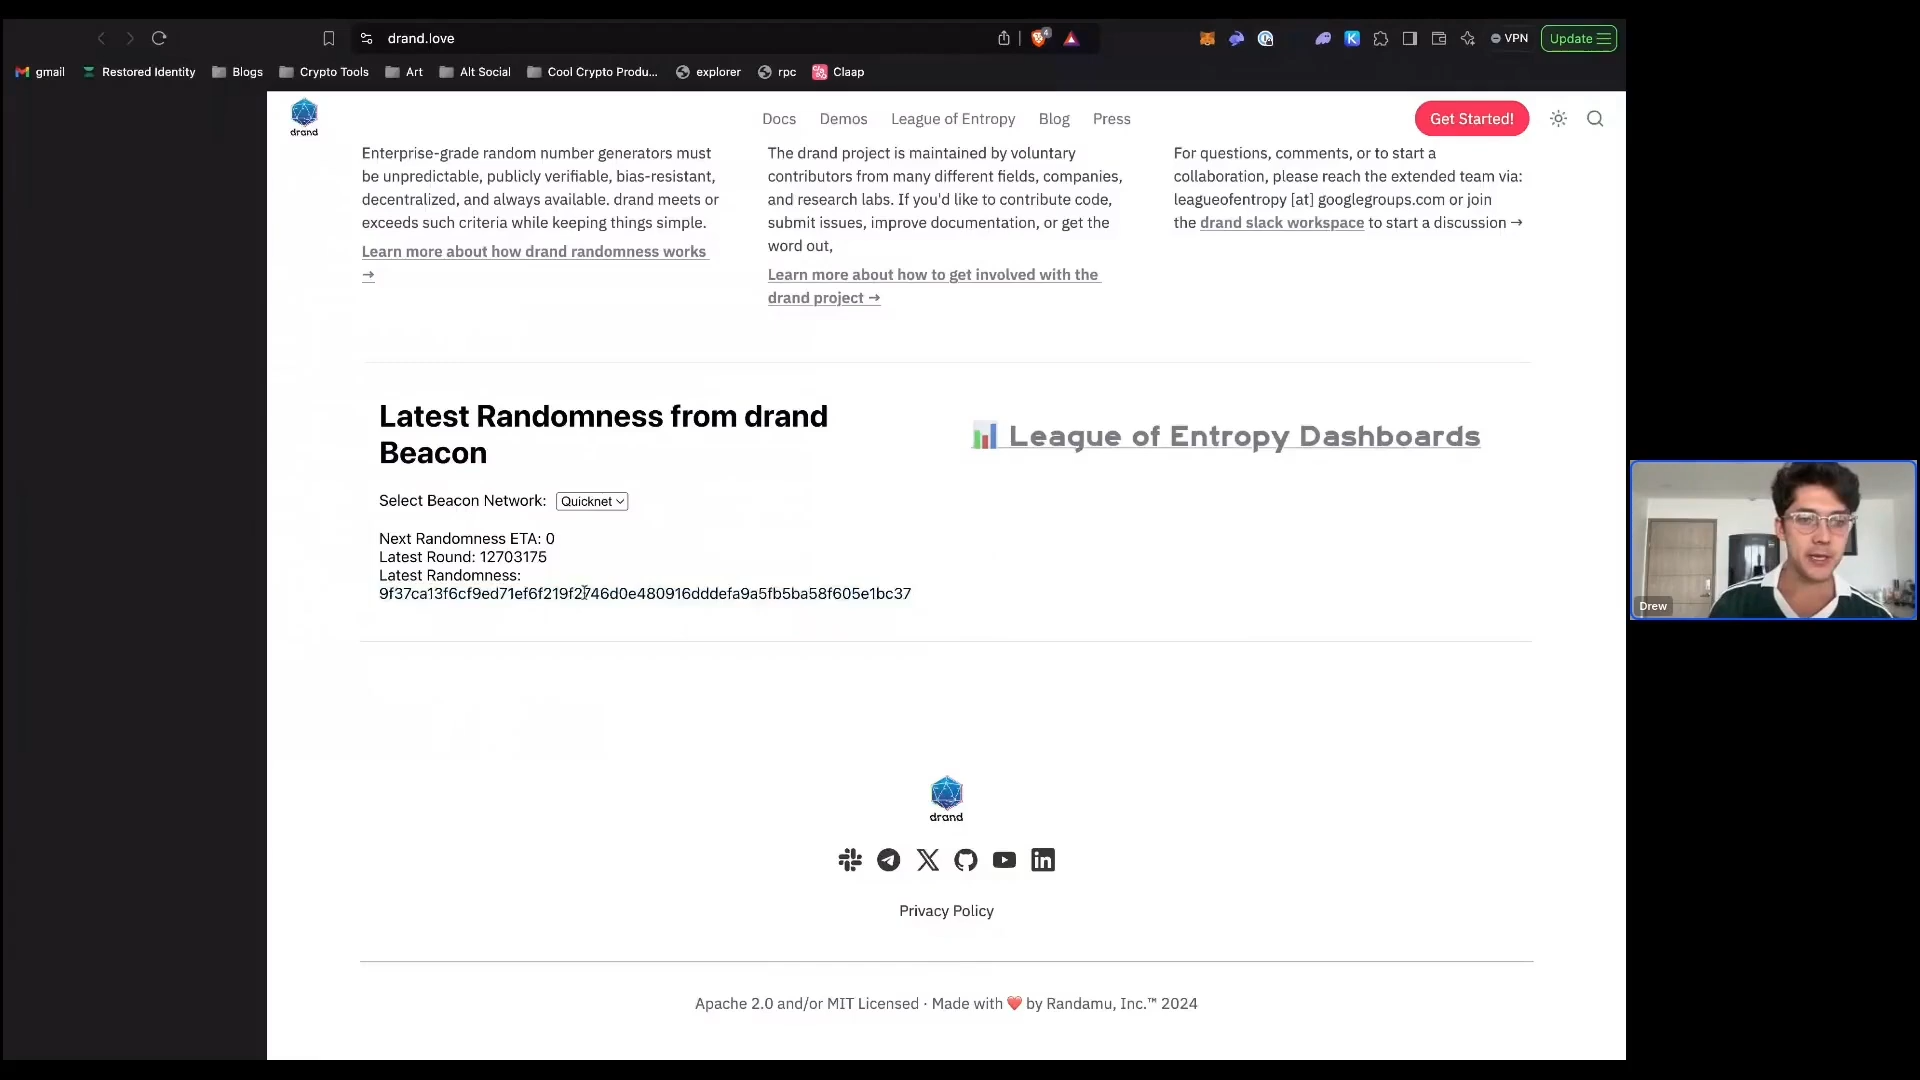 drand.love
4
VPN
Update
gmail
Restored Identity
Blogs
Crypto Tools
Art
Alt Social
Cool Crypto Produ...
explorer
rpc
Claap
drand
Docs
Demos
League of Entropy
Blog
Press
Get Started!
Enterprise-grade random number generators must
be unpredictable, publicly verifiable, bias-resistant,
decentralized, and always available. drand meets or
exceeds such criteria while keeping things simple.
Learn more about how drand randomness works
→
The drand project is maintained by voluntary
contributors from many different fields, companies,
and research labs. If you'd like to contribute code,
submit issues, improve documentation, or get the
word out,
Learn more about how to get involved with the
drand project →
For questions, comments, or to start a
collaboration, please reach the extended team via:
leagueofentropy [at] googlegroups.com or join
the drand slack workspace to start a discussion →
Latest Randomness from drand
Beacon
📊 League of Entropy Dashboards
Select Beacon Network: Quicknet
Next Randomness ETA: 0
Latest Round: 12703175
Latest Randomness:
9f37ca13f6cf9ed71ef6f219f2746d0e480916dddefa9a5fb5ba58f605e1bc37
Drew
drand
Privacy Policy
Apache 2.0 and/or MIT Licensed · Made with ❤️ by Randamu, Inc.™ 2024